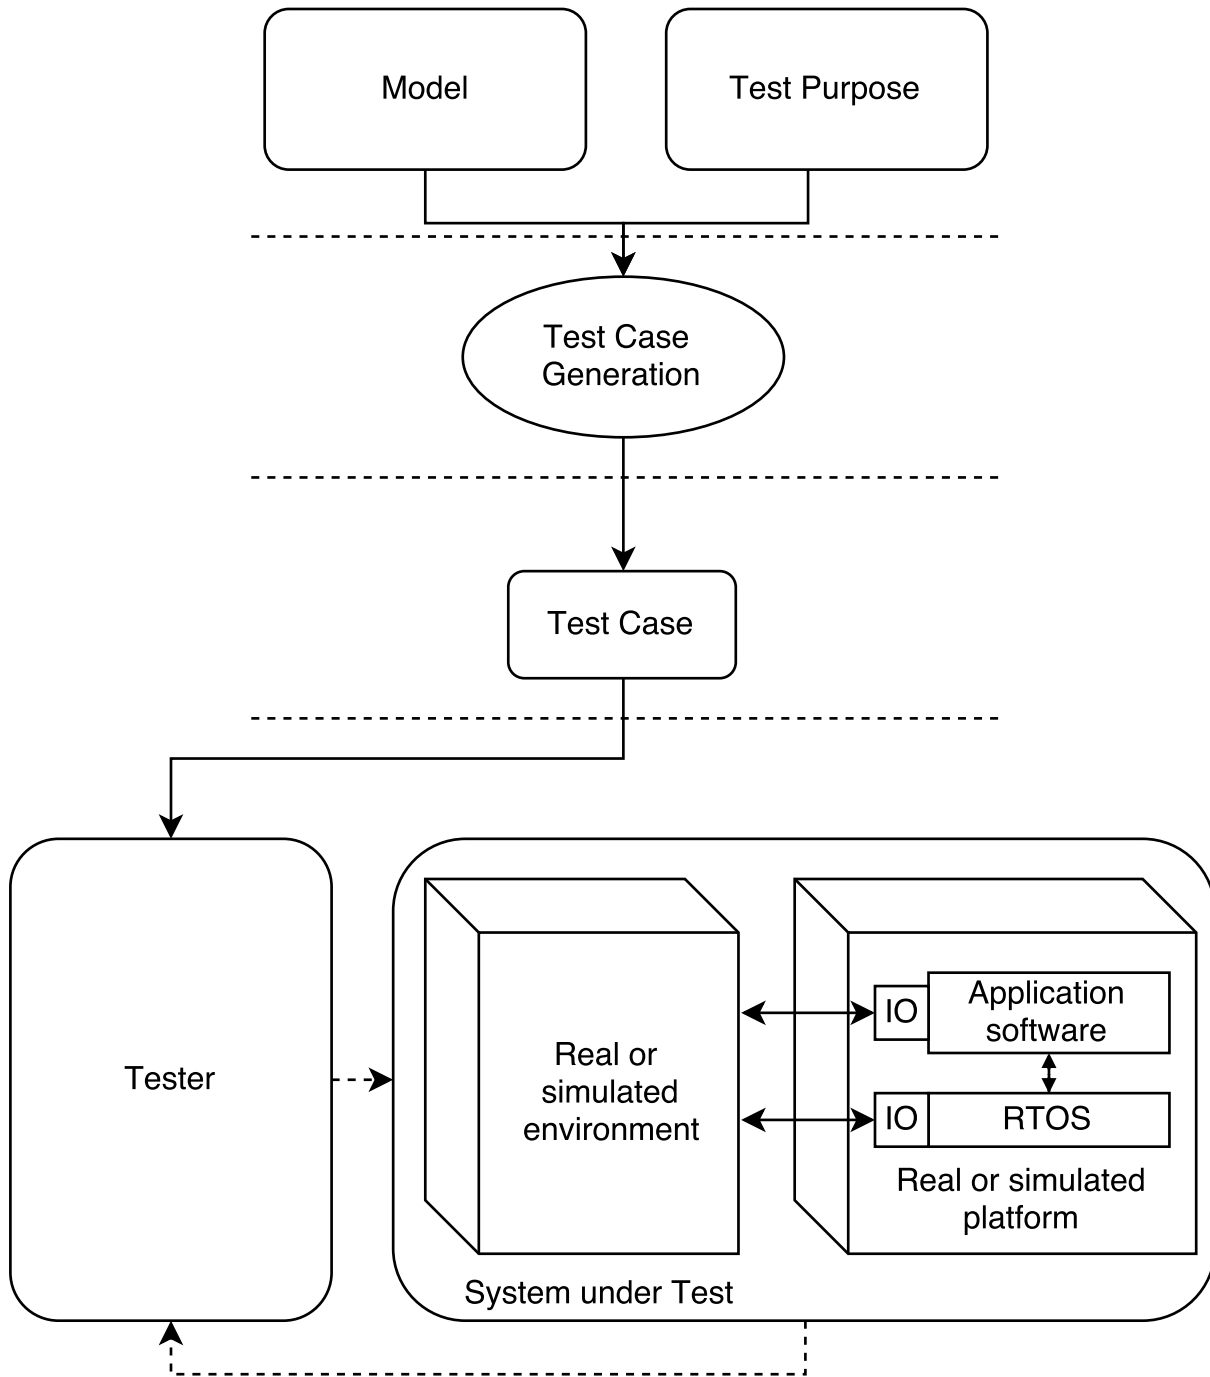 Model
Test Purpose
Test Case
Generation
Test Case
Tester
Real or
simulated
environment
IO
Application
software
IO
RTOS
Real or simulated
platform
System under Test